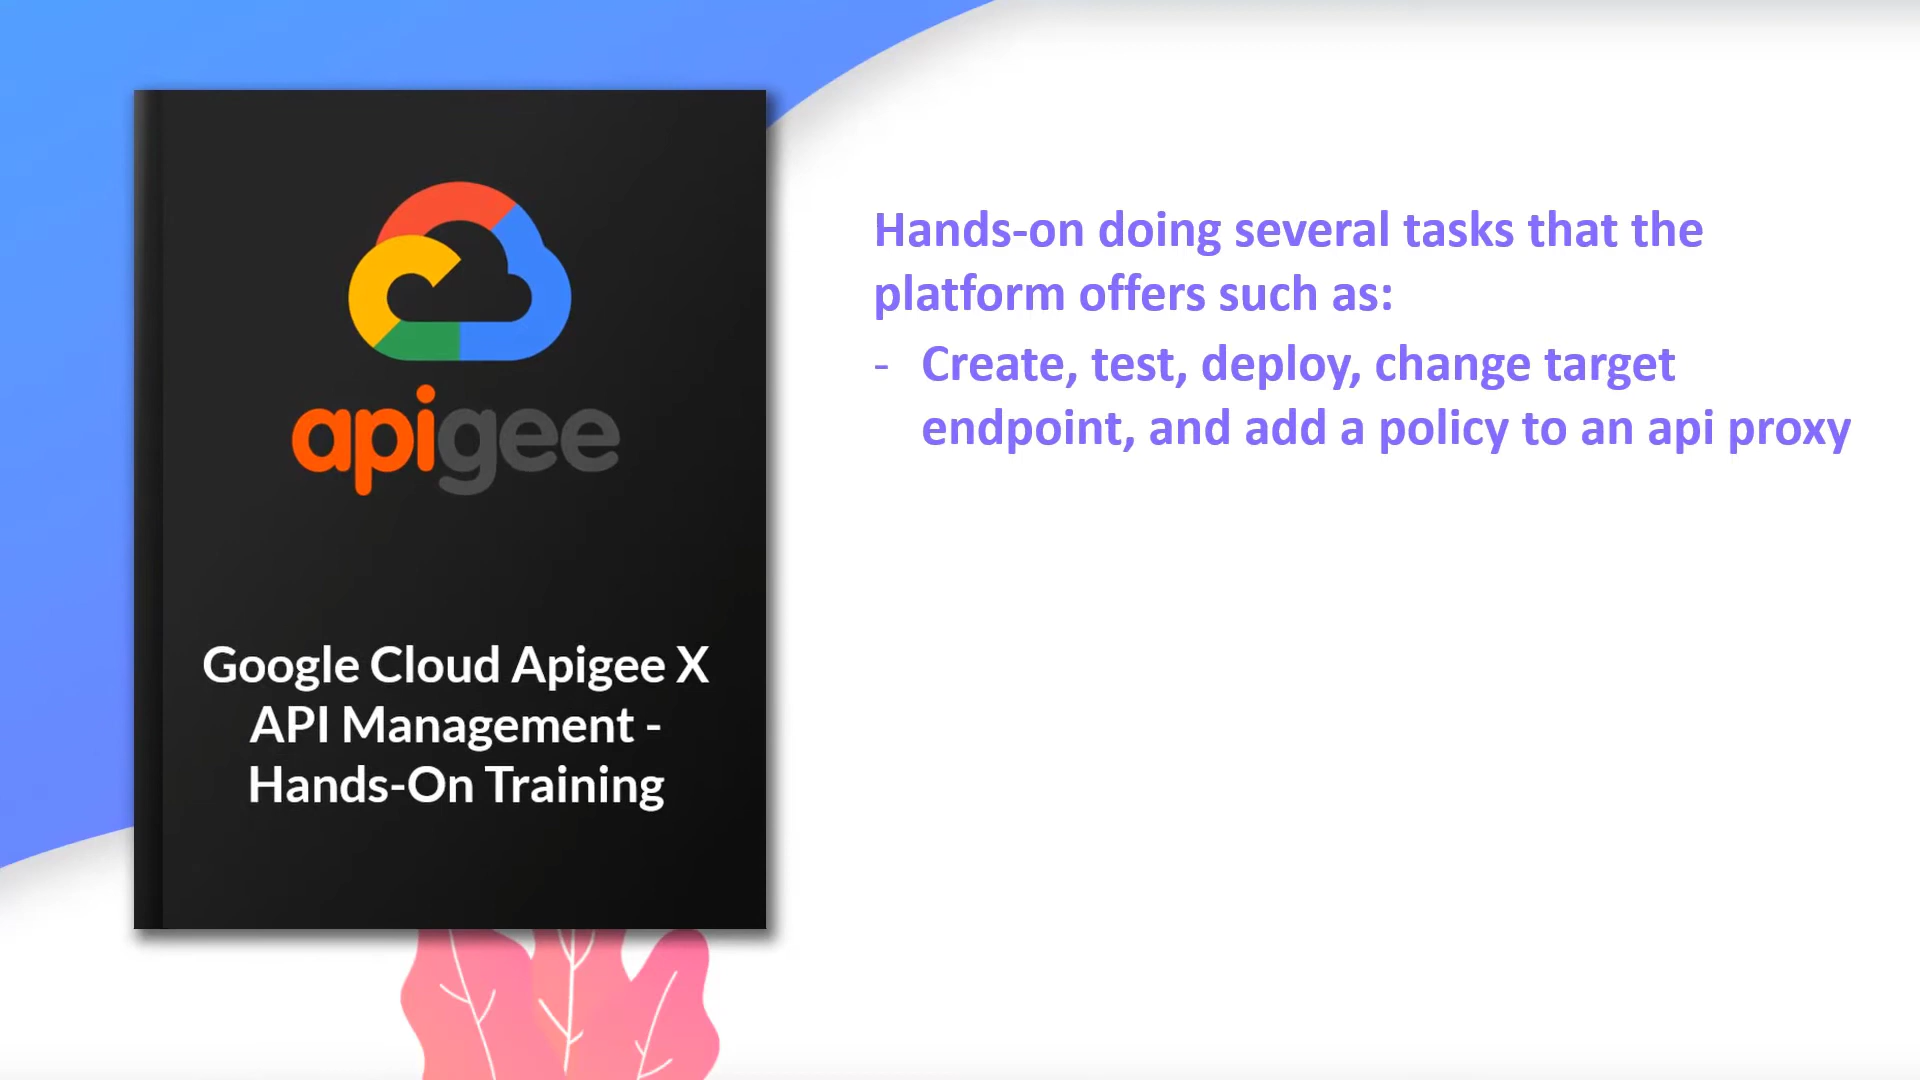 apigee
Google Cloud Apigee X
API Management -
Hands-On Training
Hands-on doing several tasks that the
platform offers such as:
- Create, test, deploy, change target
endpoint, and add a policy to an api proxy